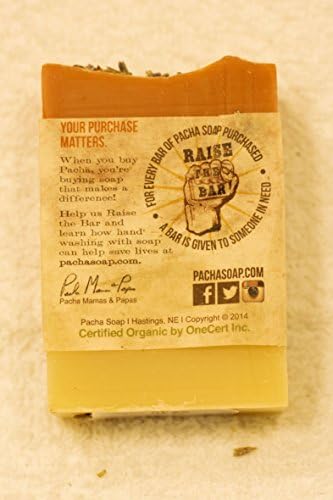 YOUR PURCHASE
MATTERS.
When you buy
Pacha, you're
buying soap
that makes a
difference!
Help us Raise
the Bar and
learn how hand
washing with soap
can help save lives at
pachasoap.com.
Pacha Mamas & Papas
Pacha Mamas & Papas
FOR EVERY BAR OF PACHA SOAP PURCHASED
RAISE
THE
BAR
A BAR IS GIVEN TO SOMEONE IN NEED
PACHASOAP.COM
Pacha Soap I Hastings, NE I Copyright © 2014
Certified Organic by OneCert Inc.